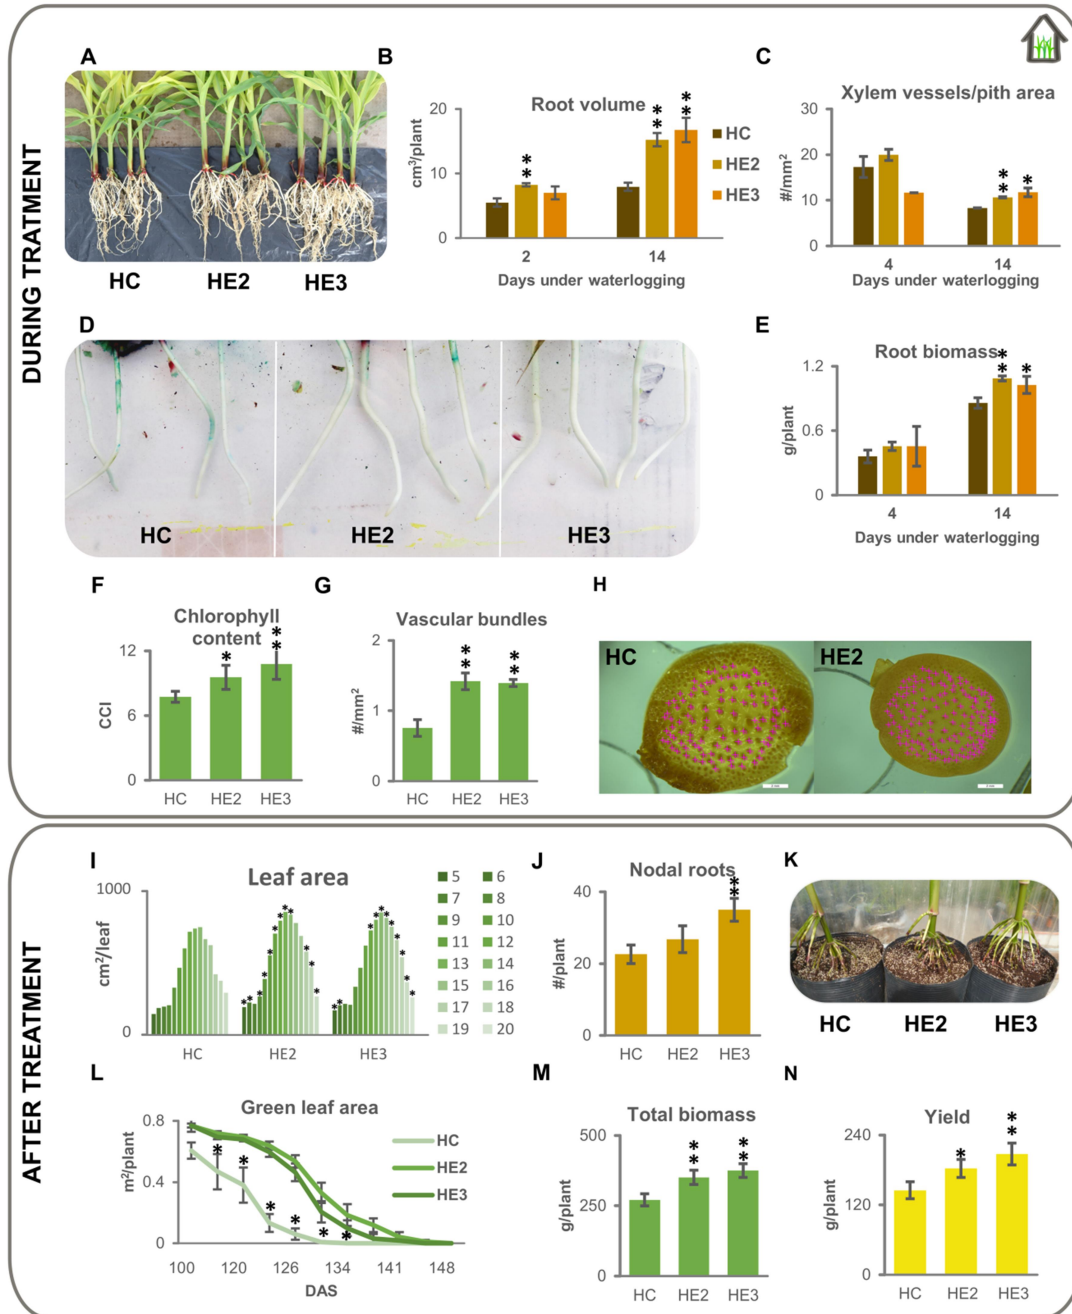 DURING TRATMENT
A
HC
HE2
HE3
B
Root volume
cm³/plant
20
10
0
**
**
**
2
14
Days under waterlogging
HC
HE2
HE3
C
Xylem vessels/pith area
#/mm²
30
20
10
0
**
*
4
14
Days under waterlogging
D
HC
HE2
HE3
E
Root biomass
g/plant
1.2
0.6
0
**
*
4
14
Days under waterlogging
F
Chlorophyll
content
CCI
12
6
0
*
**
HC HE2 HE3
G
Vascular bundles
#/mm²
2
1
0
**
**
HC HE2 HE3
H
HC
HE2
AFTER TREATMENT
I
Leaf area
cm²/leaf
1000
0
HC HE2 HE3
5 6
7 8
9 10
11 12
13 14
15 16
17 18
19 20
J
Nodal roots
#/plant
40
20
0
**
HC HE2 HE3
K
HC HE2 HE3
L
Green leaf area
m²/plant
0.8
0.4
0
* * * * * *
100 120 126 134 141 148
DAS
HC
HE2
HE3
M
Total biomass
g/plant
500
250
0
**
**
HC HE2 HE3
N
Yield
g/plant
240
120
0
*
**
HC HE2 HE3